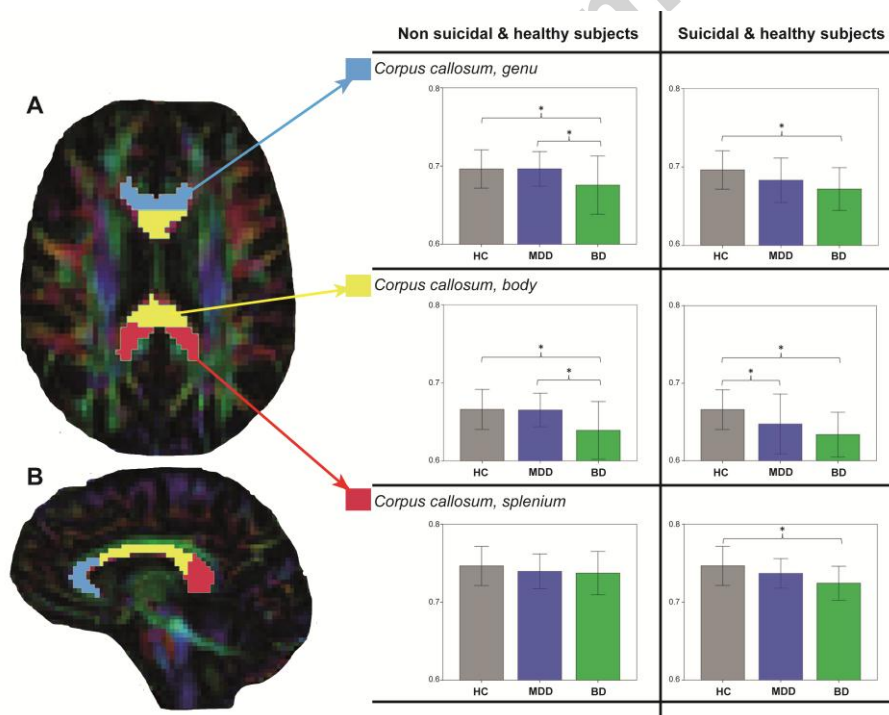 Non suicidal & healthy subjects
Suicidal & healthy subjects
A
Corpus callosum, genu
0.8
0.7
0.6
*
*
HC MDD BD
0.8
0.7
0.6
*
HC MDD BD
Corpus callosum, body
0.8
0.7
0.6
*
*
HC MDD BD
0.8
0.7
0.6
*
*
HC MDD BD
B
Corpus callosum, splenium
0.8
0.7
0.6
HC MDD BD
0.8
0.7
0.6
*
HC MDD BD